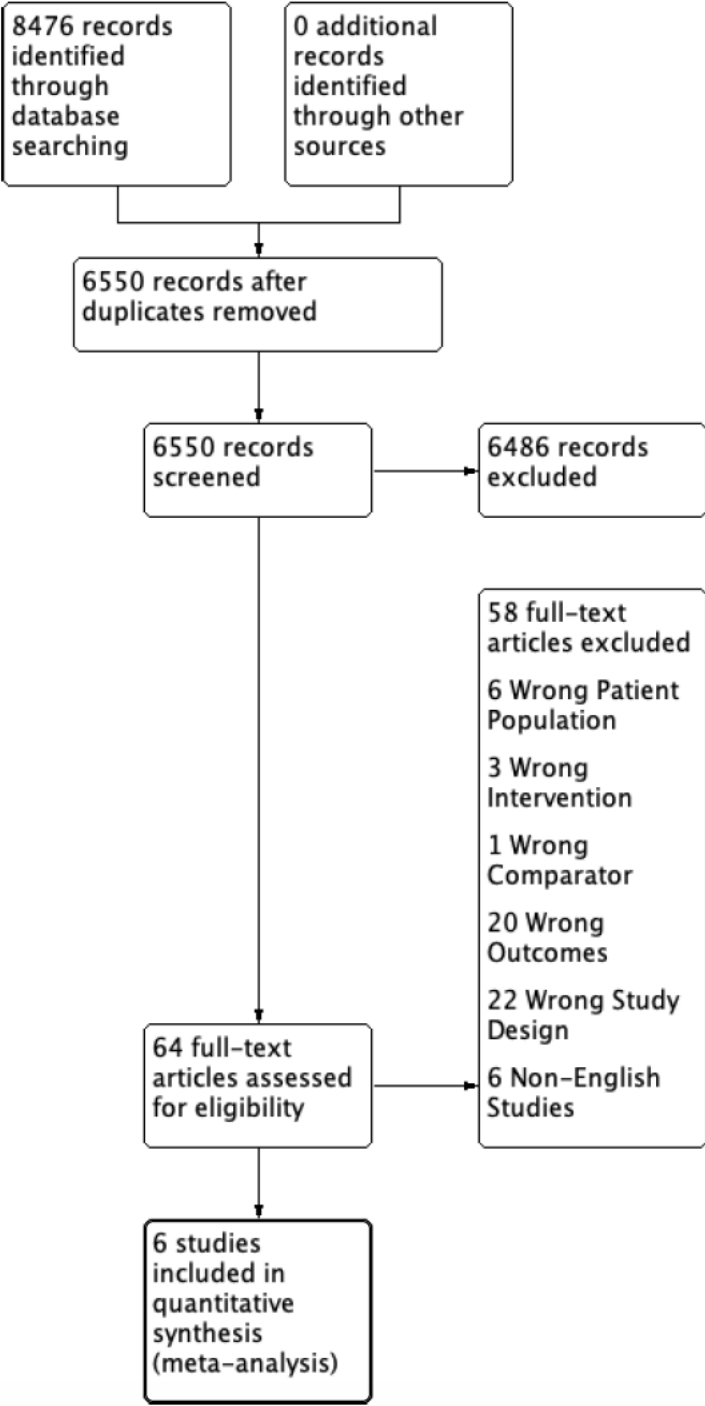 8476 records
identified
through
database
searching
0 additional
records
identified
through other
sources
6550 records after
duplicates removed
6550 records
screened
6486 records
excluded
58 full-text
articles excluded
6 Wrong Patient
Population
3 Wrong
Intervention
1 Wrong
Comparator
20 Wrong
Outcomes
22 Wrong Study
Design
6 Non-English
Studies
64 full-text
articles assessed
for eligibility
6 studies
included in
quantitative
synthesis
(meta-analysis)